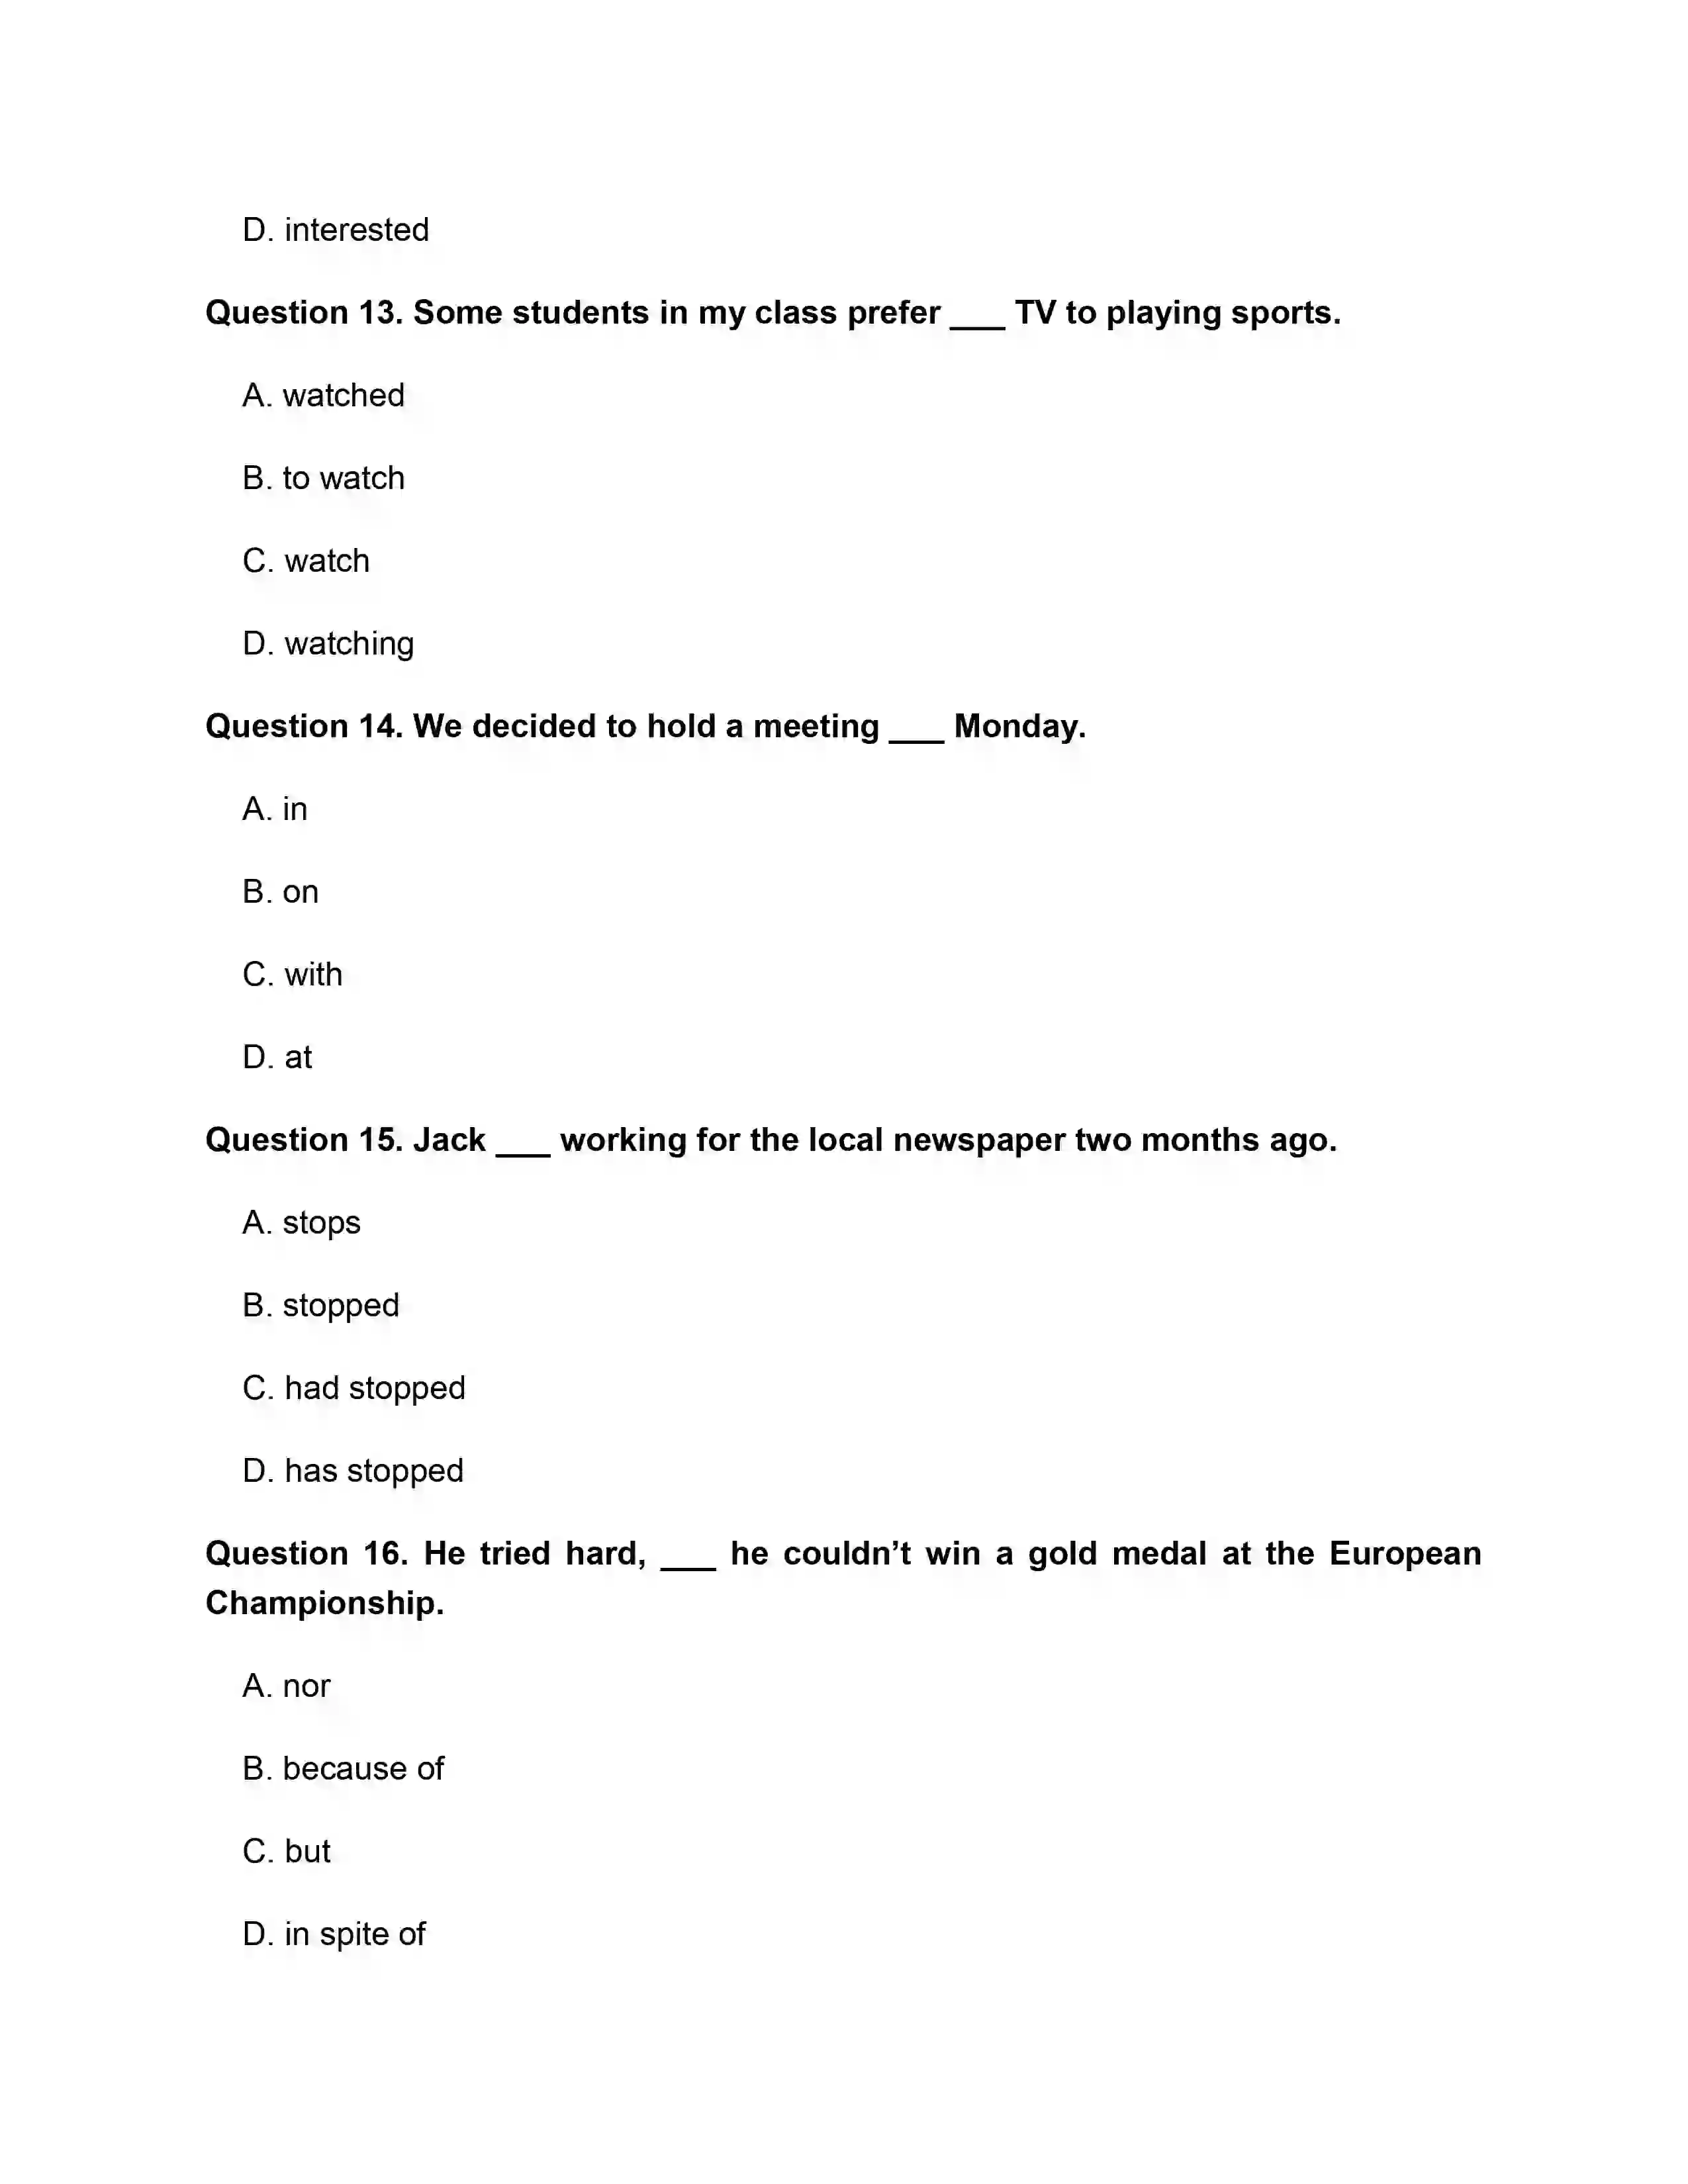 D. interested
Question 13. Some students in my class prefer ___ TV to playing sports.
A. watched
B. to watch
C. watch
D. watching
Question 14. We decided to hold a meeting ___ Monday.
A. in
B. on
C. with
D. at
Question 15. Jack ___ working for the local newspaper two months ago.
A. stops
B. stopped
C. had stopped
D. has stopped
Question 16. He tried hard, ___ he couldn’t win a gold medal at the European
Championship.
A. nor
B. because of
C. but
D. in spite of